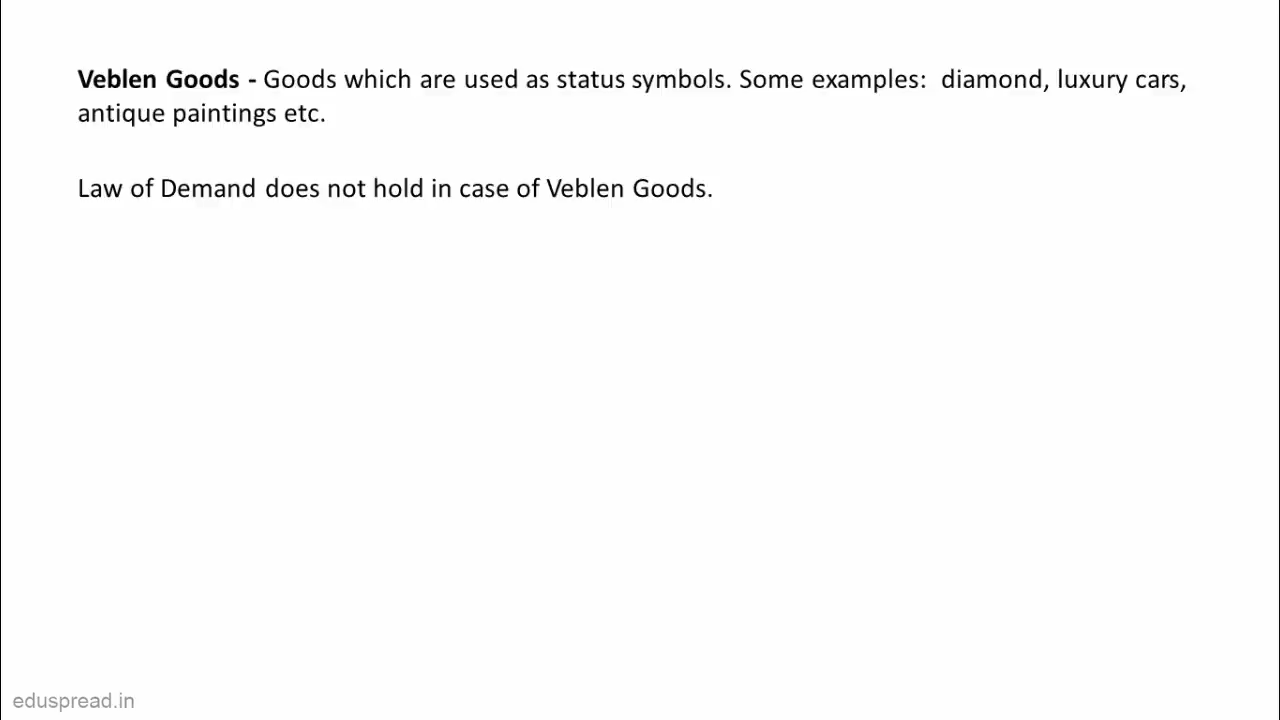 Veblen Goods - Goods which are used as status symbols. Some examples:  diamond, luxury cars,
antique paintings etc.
Law of Demand does not hold in case of Veblen Goods.
eduspread.in